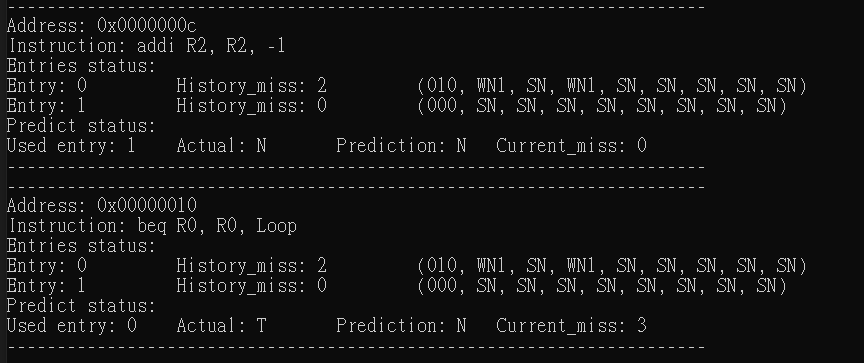 --------------------------------------------------------------
Address: 0x0000000c
Instruction: addi R2, R2, -1
Entries status:
Entry: 0 History_miss: 2 (010, WN1, SN, WN1, SN, SN, SN, SN, SN)
Entry: 1 History_miss: 0 (000, SN, SN, SN, SN, SN, SN, SN, SN)
Predict status:
Used entry: 1 Actual: N Prediction: N Current_miss: 0
--------------------------------------------------------------
--------------------------------------------------------------
Address: 0x00000010
Instruction: beq R0, R0, Loop
Entries status:
Entry: 0 History_miss: 2 (010, WN1, SN, WN1, SN, SN, SN, SN, SN)
Entry: 1 History_miss: 0 (000, SN, SN, SN, SN, SN, SN, SN, SN)
Predict status:
Used entry: 0 Actual: T Prediction: N Current_miss: 3
--------------------------------------------------------------